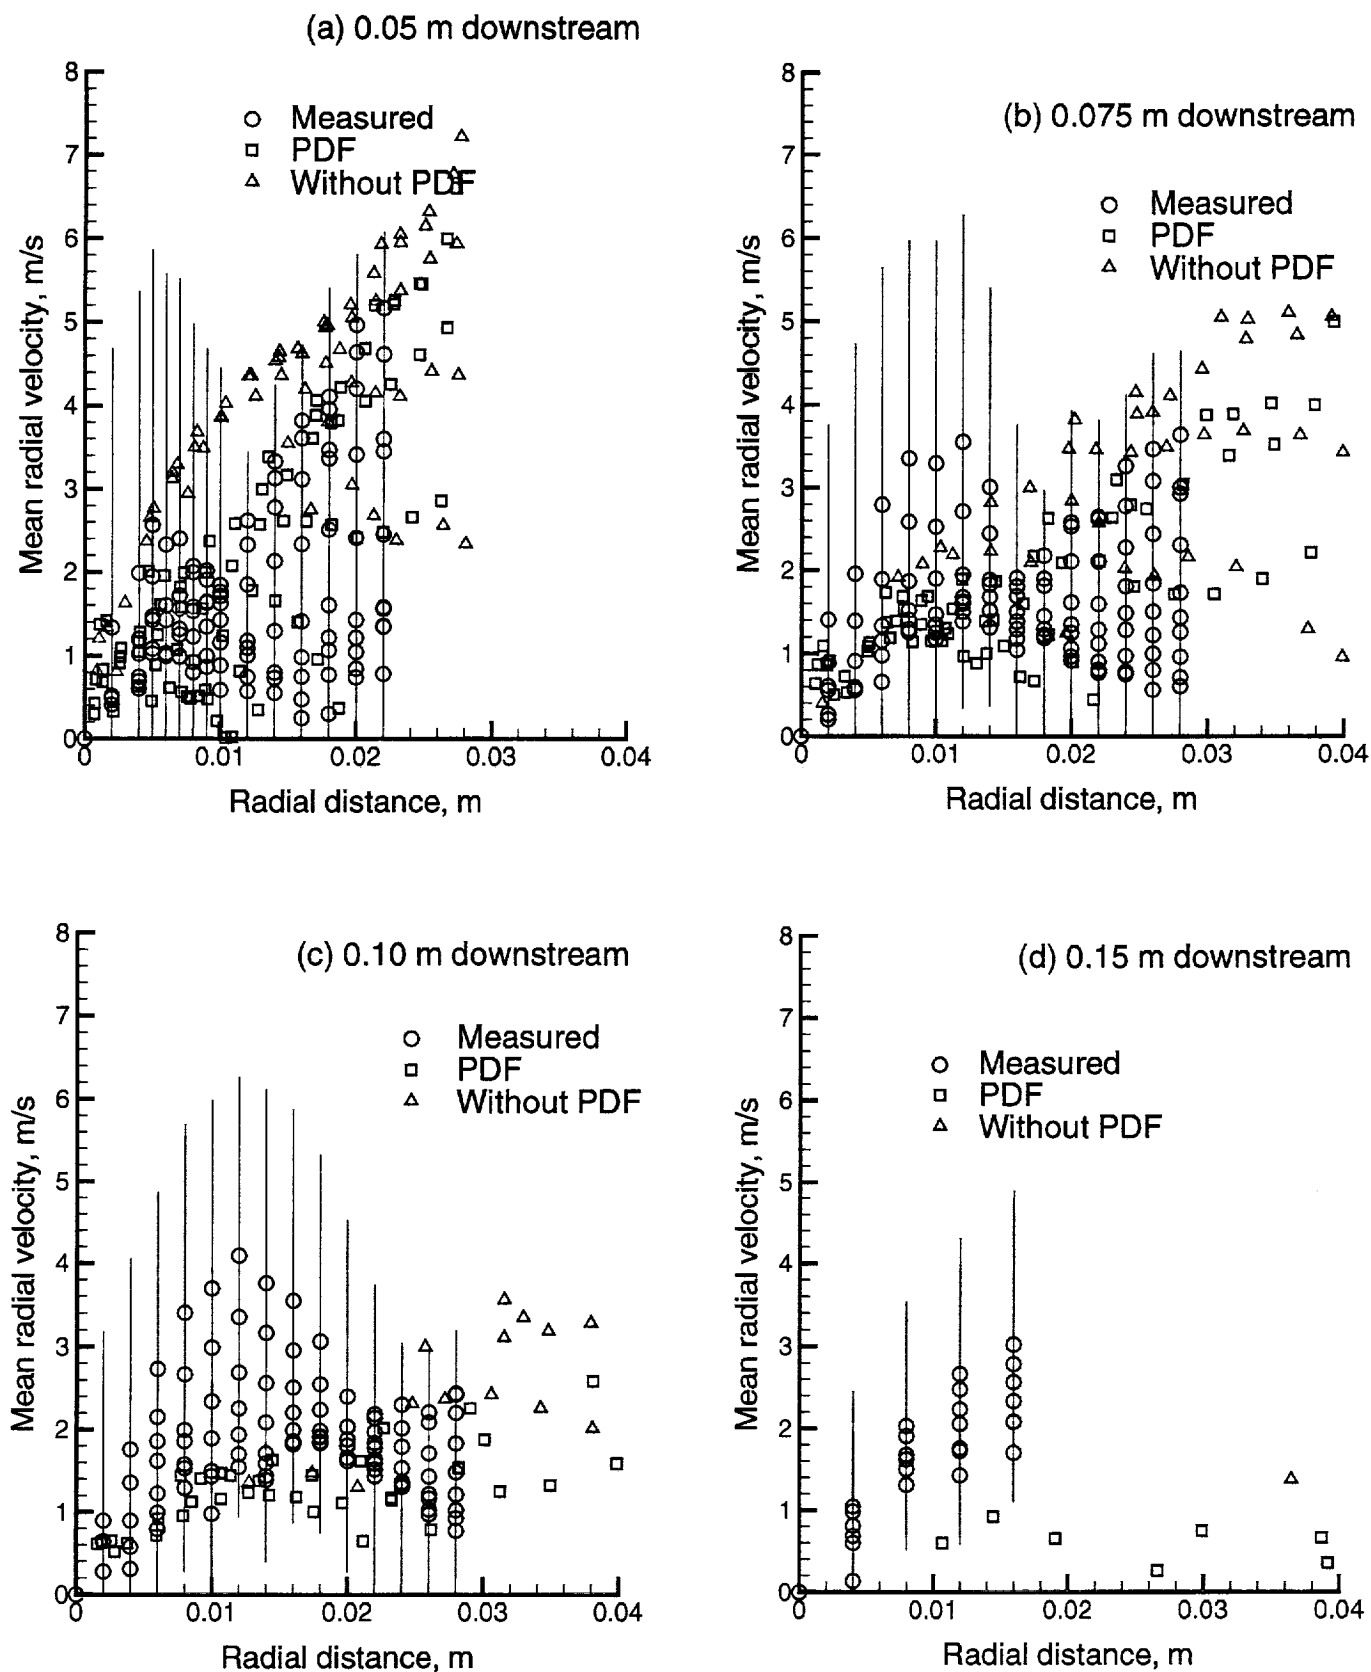 (a) 0.05 m downstream
8
7
6
5
4
3
2
1
0
Mean radial velocity, m/s
Measured
PDF
Without PDF
0 0.01 0.02 0.03 0.04
Radial distance, m
(b) 0.075 m downstream
8
7
6
5
4
3
2
1
0
Mean radial velocity, m/s
Measured
PDF
Without PDF
0 0.01 0.02 0.03 0.04
Radial distance, m
(c) 0.10 m downstream
8
7
6
5
4
3
2
1
0
Mean radial velocity, m/s
Measured
PDF
Without PDF
0 0.01 0.02 0.03 0.04
Radial distance, m
(d) 0.15 m downstream
8
7
6
5
4
3
2
1
0
Mean radial velocity, m/s
Measured
PDF
Without PDF
0 0.01 0.02 0.03 0.04
Radial distance, m